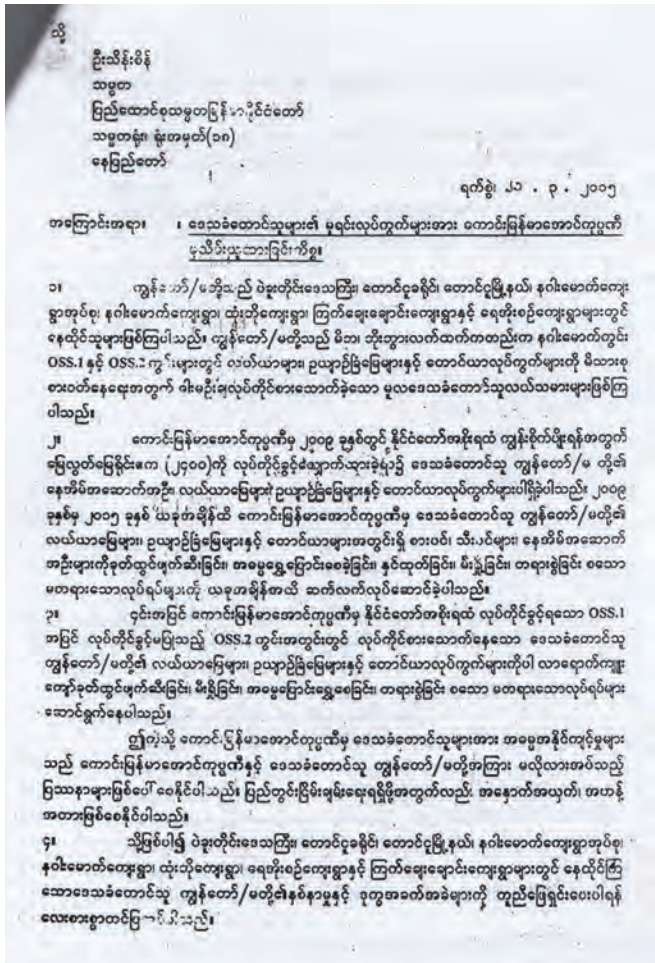 သို့
ဦးသိန်းစိန်
သမ္မတ
ပြည်ထောင်စုသမ္မတမြန်မာနိုင်ငံတော်
သမ္မတရုံး၊ ရုံးအမှတ်(၁၈)
နေပြည်တော်
ရက်စွဲ၊ . ၃ . ၂၀၁၅
အကြောင်းအရာ။ ။ ဒေသခံတောင်သူများ၏ မူရင်းလုပ်ကွက်များအား ကောင်းမြန်မာအောင်ကုမ္ပဏီ
မှသိမ်းယူထားခြင်းကိစ္စ။
၁။ ကျွန်တော်/မတို့သည် ပဲခူးတိုင်းဒေသကြီး၊ တောင်ငူခရိုင်၊ တောင်ငူမြို့နယ်၊ နဂါးမောက်ကျေး
ရွာအုပ်စု၊ နဂါးမောက်ကျေးရွာ၊ ထုံးဘိုကျေးရွာ၊ ကြက်ချေးချောင်းကျေးရွာနှင့် ရေအိုးစဉ်ကျေးရွာများတွင်
နေထိုင်သူများဖြစ်ကြပါသည်။ ကျွန်တော်/မတို့သည် မိဘ၊ ဘိုးဘွားလက်ထက်ကတည်းက နဂါးမောက်ကွင်း
OSS.1 နှင့် OSS.2 ကွင်းများတွင် လယ်ယာများ၊ ဥယျာဉ်ခြံမြေများနှင့် တောင်ယာလုပ်ကွက်များကို မိသားစု
စားဝတ်နေရေးအတွက် ဓါးမဦးချလုပ်ကိုင်စားသောက်ခဲ့သော မူလဒေသခံတောင်သူလယ်သမားများဖြစ်ကြ
ပါသည်။
၂။ ကောင်းမြန်မာအောင်ကုမ္ပဏီမှ ၂၀၀၉ ခုနှစ်တွင် နိုင်ငံတော်အစိုးရထံ ကျွန်းစိုက်ပျိုးရန်အတွက်
မြေလွတ်မြေရိုင်းဧက (၂၄၀၀)ကို လုပ်ကိုင်ခွင့်လျှောက်ထားခဲ့ရာ၌ ဒေသခံတောင်သူ ကျွန်တော်/မ တို့၏
နေအိမ်အဆောက်အဦး၊ လယ်ယာမြေများ၊ ဥယျာဉ်ခြံမြေများနှင့် တောင်ယာလုပ်ကွက်များပါရှိခဲ့ပါသည်။ ၂၀၀၉
ခုနှစ်မှ ၂၀၁၅ ခုနှစ် ယခုအချိန်ထိ ကောင်းမြန်မာအောင်ကုမ္ပဏီမှ ဒေသခံတောင်သူ ကျွန်တော်/မတို့၏
လယ်ယာမြေများ၊ ဥယျာဉ်ခြံမြေများနှင့် တောင်ယာများအတွင်းရှိ စားပင်၊ သီးပင်များ၊ နေအိမ်အဆောက်
အဦးများကိုခုတ်ထွင်ဖျက်ဆီးခြင်း၊ အဓမ္မရွှေ့ပြောင်းစေခဲ့ခြင်း၊ နှင်ထုတ်ခြင်း၊ မီးရှို့ခြင်း၊ တရားစွဲခြင်း စသော
မတရားသောလုပ်ရပ်များကို ယခုအချိန်အထိ ဆက်လက်လုပ်ဆောင်ခဲ့ပါသည်။
၃။ ၎င်းအပြင် ကောင်းမြန်မာအောင်ကုမ္ပဏီမှ နိုင်ငံတော်အစိုးရထံ လုပ်ကိုင်ခွင့်ရသော OSS.1
အပြင် လုပ်ကိုင်ခွင့်မပြုသည့် OSS.2 ကွင်းအတွင်းတွင် လုပ်ကိုင်စားသောက်နေသော ဒေသခံတောင်သူ
ကျွန်တော်/မတို့၏ လယ်ယာမြေများ၊ ဥယျာဉ်ခြံမြေများနှင့် တောင်ယာလုပ်ကွက်များကိုပါ လာရောက်ကျူး
ကျော်ခုတ်ထွင်ဖျက်ဆီးခြင်း၊ မီးရှို့ခြင်း၊ အဓမ္မပြောင်းရွှေ့စေခြင်း၊ တရားစွဲခြင်း စသော မတရားသောလုပ်ရပ်များ
ဆောင်ရွက်နေပါသည်။
ဤကဲ့သို့ ကောင်းမြန်မာအောင်ကုမ္ပဏီမှ ဒေသခံတောင်သူများအား အဓမ္မအနိုင်ကျင့်မှုများ
သည် ကောင်းမြန်မာအောင်ကုမ္ပဏီနှင့် ဒေသခံတောင်သူ ကျွန်တော်/မတို့အကြား မလိုလားအပ်သည့်
ပြဿနာများဖြစ်ပေါ်စေနိုင်ပါသည်။ ပြည်တွင်းငြိမ်းချမ်းရေးရရှိဖို့အတွက်လည်း အနှောက်အယှက်၊ အဟန့်
အတားဖြစ်စေနိုင်ပါသည်။
၄။ သို့ဖြစ်ပါ၍ ပဲခူးတိုင်းဒေသကြီး၊ တောင်ငူခရိုင်၊ တောင်ငူမြို့နယ်၊ နဂါးမောက်ကျေးရွာအုပ်စု၊
နဂါးမောက်ကျေးရွာ၊ ထုံးဘိုကျေးရွာ၊ ရေအိုးစဉ်ကျေးရွာနှင့် ကြက်ချေးချောင်းကျေးရွာများတွင် နေထိုင်ကြ
သောဒေသခံတောင်သူ ကျွန်တော်/မတို့၏နစ်နာမှုနှင့် ဒုက္ခအခက်အခဲများကို ကူညီဖြေရှင်းပေးပါရန်
လေးစားစွာတင်ပြအပ်ပါသည်။